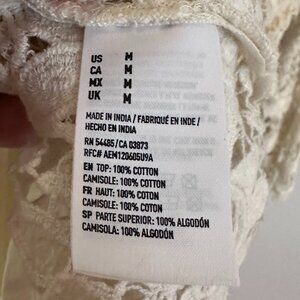 US M
CA M
MX M
UK M
MADE IN INDIA / FABRIQUÉ EN INDE /
HECHO EN INDIA
RN 54485/CA 03873
RFC# AEM120605U9A
EN TOP: 100% COTTON
CAMISOLE: 100% COTTON
FR HAUT: 100% COTON
CAMISOLE: 100% COTON
SP PARTE SUPERIOR: 100% ALGODÓN
CAMISOLA: 100% ALGODÓN